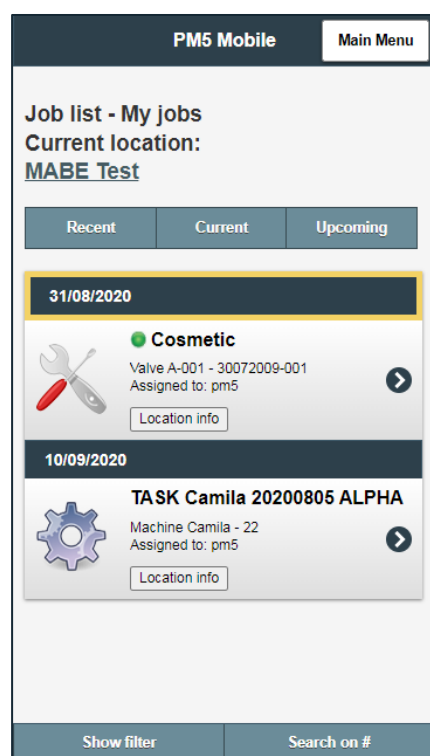 PM5 Mobile
Main Menu
Job list - My jobs
Current location:
MABE Test
Recent
Current
Upcoming
31/08/2020
Cosmetic
Valve A-001 - 30072009-001
Assigned to: pm5
Location info
10/09/2020
TASK Camila 20200805 ALPHA
Machine Camila - 22
Assigned to: pm5
Location info
Show filter
Search on #